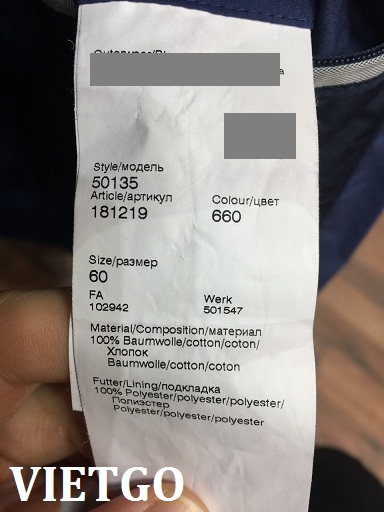 Style/модель
50135
Article/артикул Colour/цвет
181219 660
Size/размер
60
FA Werk
102942 501547
Material/Composition/материал
100% Baumwolle/cotton/coton/
Хлопок
Baumwolle/cotton/coton
Futter/Lining/подкладка
100% Polyester/polyester/polyester/
Полиэстер
Polyester/polyester/polyester
VIETGO